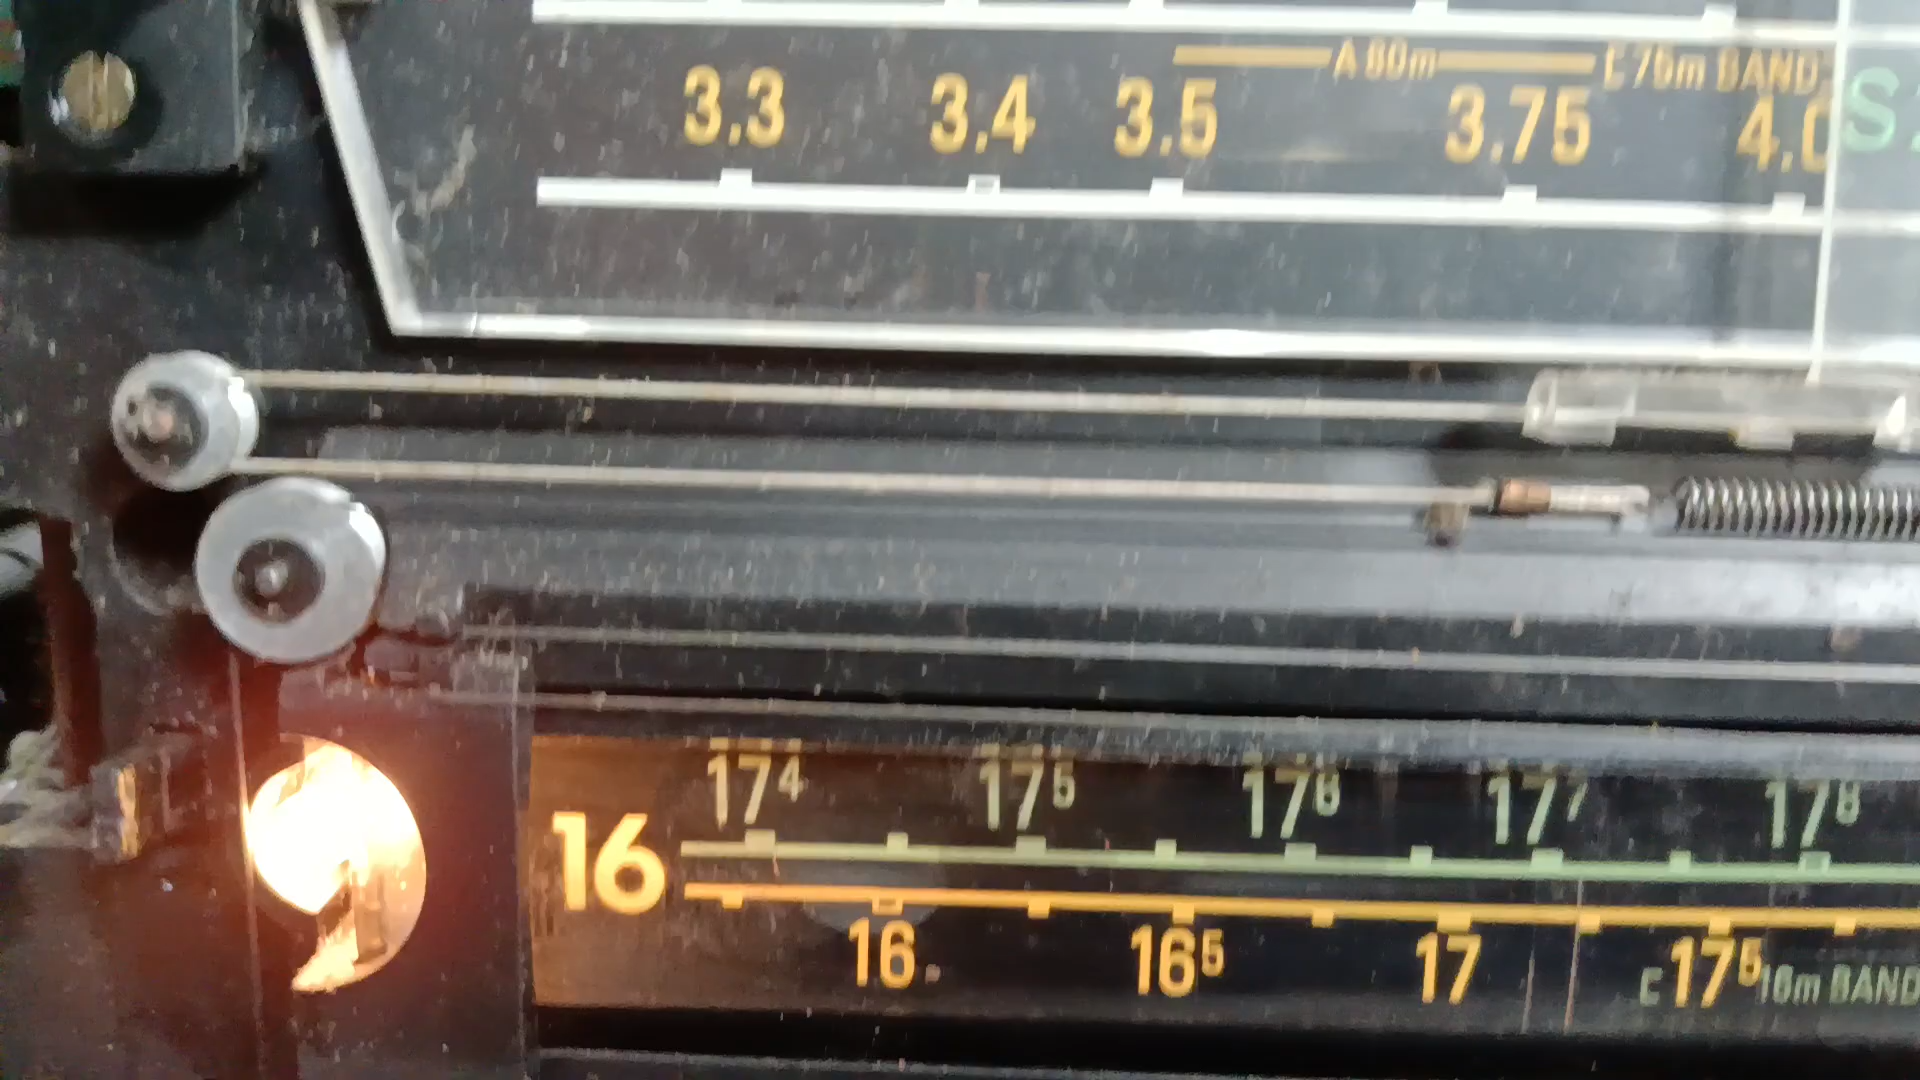 A 80m
75m BAND
3.3 3.4 3.5 3.75 4.0
17⁴ 17⁵ 17⁶ 17⁷ 17⁸
16
16 16⁵ 17 17⁵
16m BAND